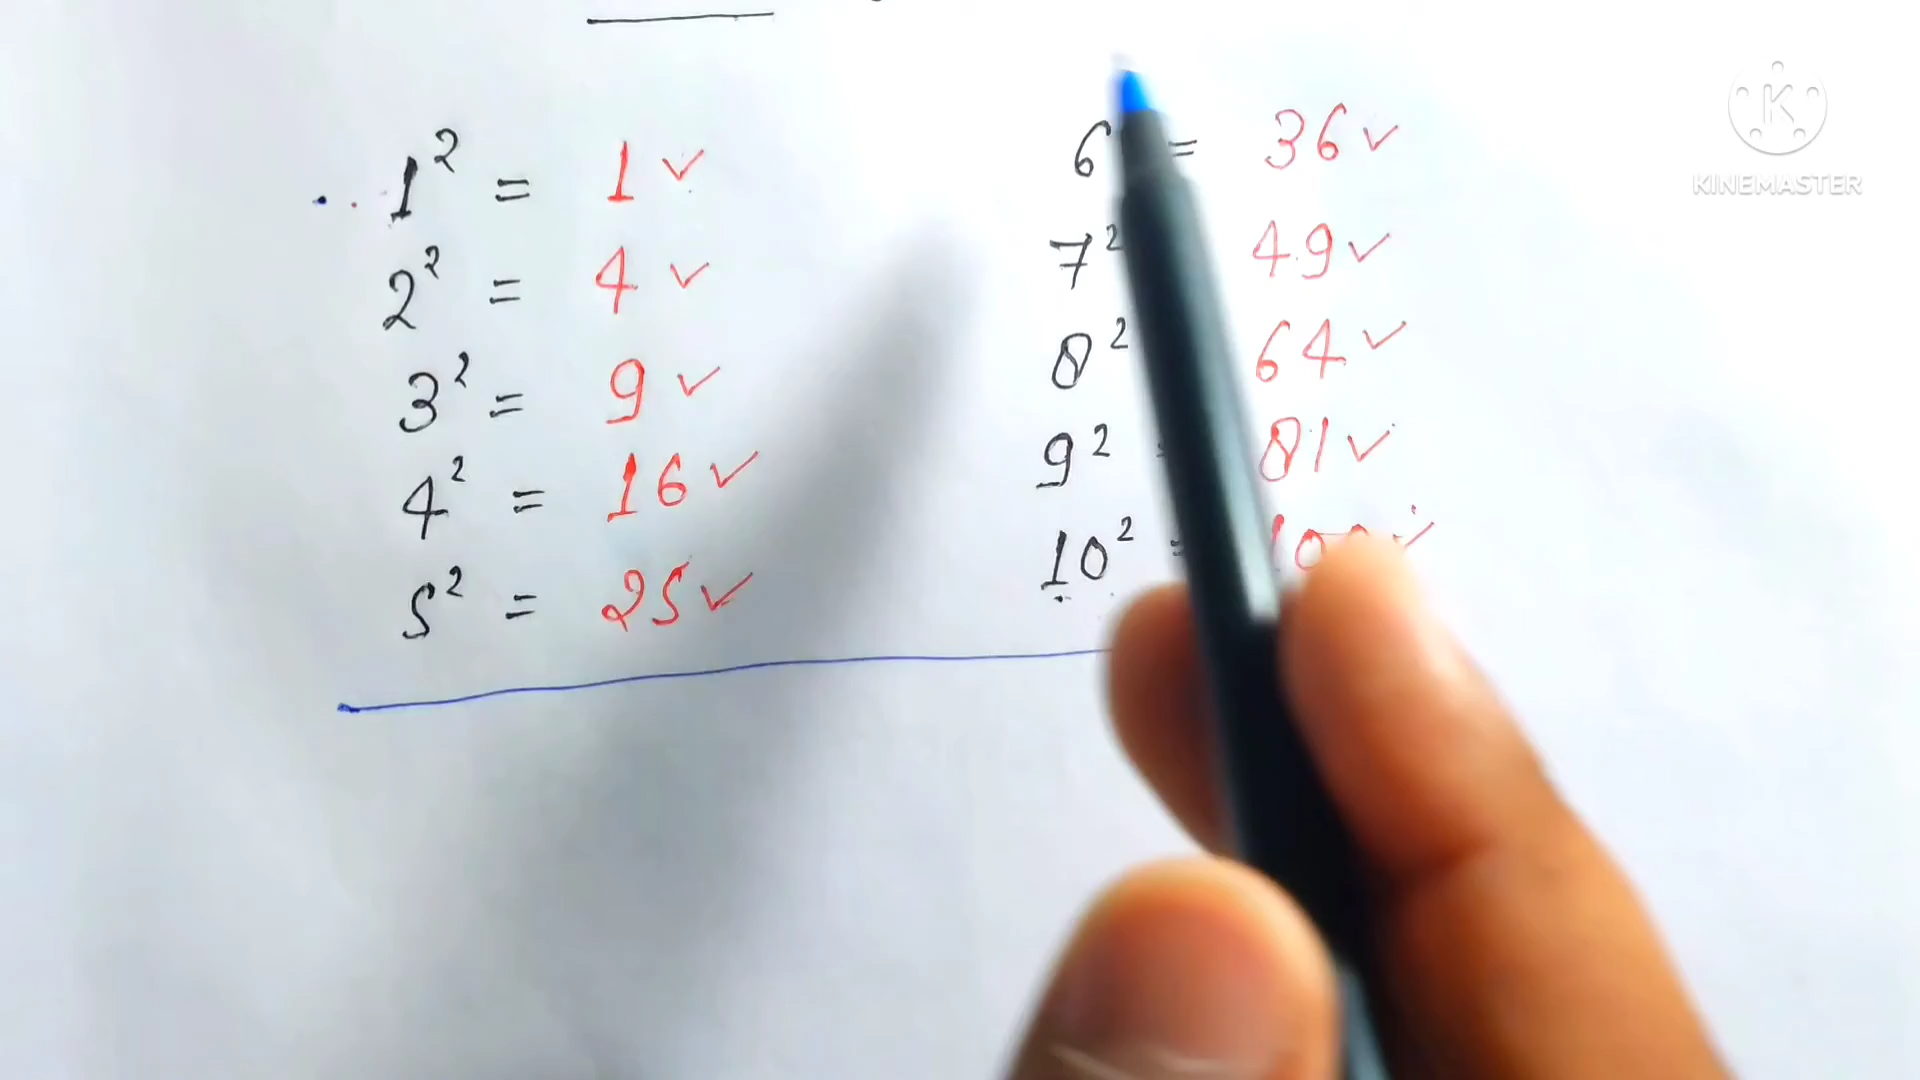 1² = 1 ✓
2² = 4 ✓
3² = 9 ✓
4² = 16 ✓
5² = 25 ✓
6 = 36 ✓
7² 49 ✓
8² 64 ✓
9² 81 ✓
10² = 100 ✓
K
KINEMASTER